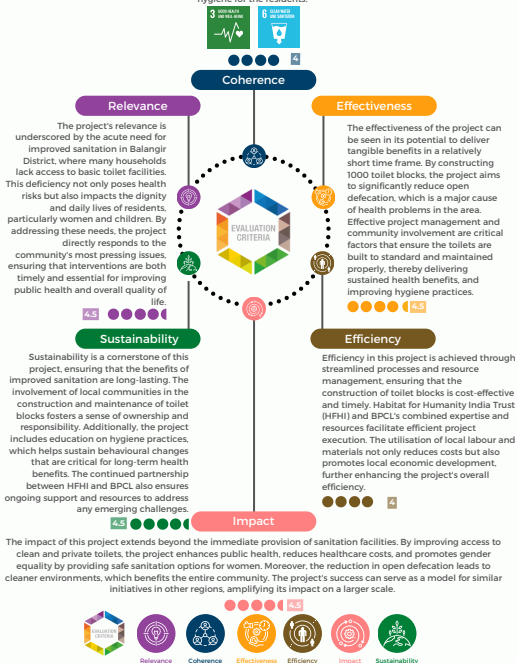 hygiene for the residents.
3 GOOD HEALTH
AND WELL-BEING
6 CLEAN WATER
AND SANITATION
4
Coherence
Relevance
The project's relevance is
underscored by the acute need for
improved sanitation in Balangir
District, where many households
lack access to basic toilet facilities.
This deficiency not only poses health
risks but also impacts the dignity
and daily lives of residents,
particularly women and children. By
addressing these needs, the project
directly responds to the
community's most pressing issues,
ensuring that interventions are both
timely and essential for improving
public health and overall quality of
life.
4.5
Effectiveness
The effectiveness of the project can
be seen in its potential to deliver
tangible benefits in a relatively
short time frame. By constructing
1000 toilet blocks, the project aims
to significantly reduce open
defecation, which is a major cause
of health problems in the area.
Effective project management and
community involvement are critical
factors that ensure the toilets are
built to standard and maintained
properly, thereby delivering
sustained health benefits, and
improving hygiene practices.
4.5
EVALUATION
CRITERIA
Sustainability
Sustainability is a cornerstone of this
project, ensuring that the benefits of
improved sanitation are long-lasting. The
involvement of local communities in the
construction and maintenance of toilet
blocks fosters a sense of ownership and
responsibility. Additionally, the project
includes education on hygiene practices,
which helps sustain behavioural changes
that are critical for long-term health
benefits. The continued partnership
between HFHI and BPCL also ensures
ongoing support and resources to address
any emerging challenges.
4.5
Efficiency
Efficiency in this project is achieved through
streamlined processes and resource
management, ensuring that the
construction of toilet blocks is cost-effective
and timely. Habitat for Humanity India Trust
(HFHI) and BPCL's combined expertise and
resources facilitate efficient project
execution. The utilisation of local labour and
materials not only reduces costs but also
promotes local economic development,
further enhancing the project's overall
efficiency.
4
Impact
The impact of this project extends beyond the immediate provision of sanitation facilities. By improving access to
clean and private toilets, the project enhances public health, reduces healthcare costs, and promotes gender
equality by providing safe sanitation options for women. Moreover, the reduction in open defecation leads to
cleaner environments, which benefits the entire community. The project's success can serve as a model for similar
initiatives in other regions, amplifying its impact on a larger scale.
4.5
EVALUATION
CRITERIA
Relevance Coherence Effectiveness Efficiency Impact Sustainability